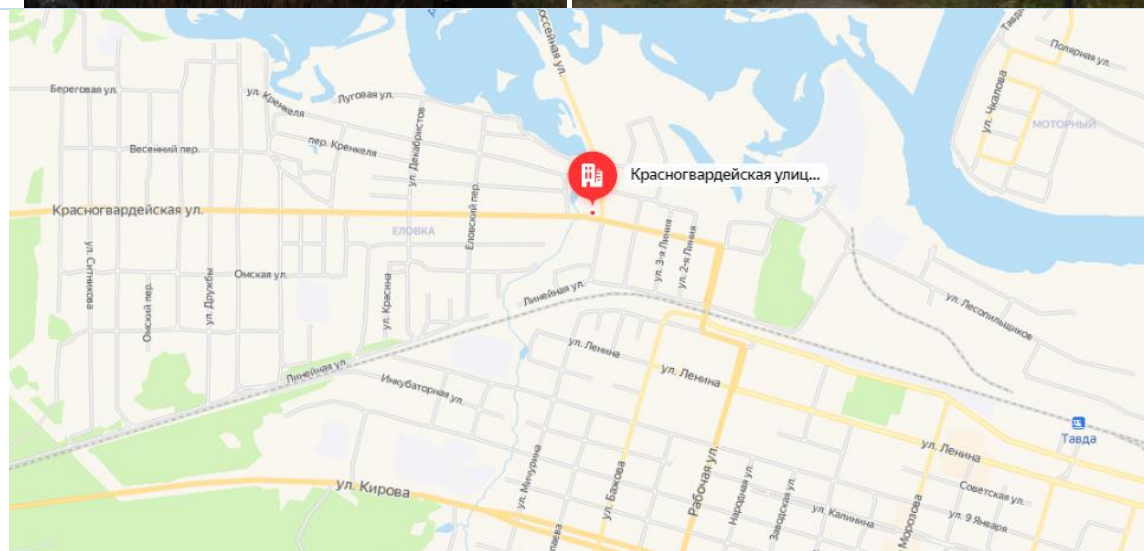 Шоссейная ул.
Тавда
Полярная ул.
ул. Чкалова
МОТОРНЫЙ
Береговая ул.
ул. Кренкеля
Луговая ул.
ул. Декабристов
пер. Кренкеля
Весенний пер.
Красногвардейская улиц...
Красногвардейская ул.
ЕЛОВКА
Еловский пер.
ул. 3-я Линия
ул. 2-я Линия
ул. Ситникова
Омский пер.
ул. Дружбы
Омская ул.
ул. Красина
Линейная ул.
ул. Лесопильщиков
ул. Ленина
ул. Ленина
Линейная ул.
Инкубаторная ул.
Тавда
ул. Ленина
ул. Кирова
ул. Мичурина
ул. Бажова
Рабочая ул.
Народная ул.
Заводская ул.
ул. Калинина
Морозова
Советская ул.
ул. 9 Января